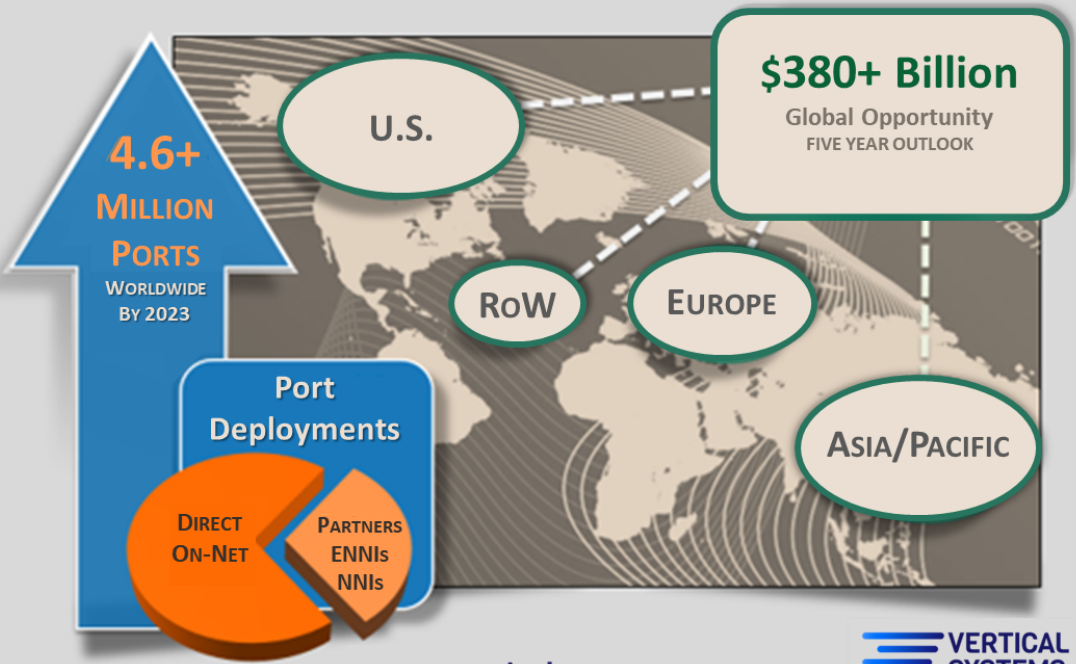 $380+ Billion
Global Opportunity
FIVE YEAR OUTLOOK
U.S.
4.6+
MILLION
PORTS
WORLDWIDE
BY 2023
ROW
EUROPE
ASIA/PACIFIC
Port
Deployments
DIRECT
ON-NET
PARTNERS
ENNIS
NNIS
VERTICAL
SYSTEMS